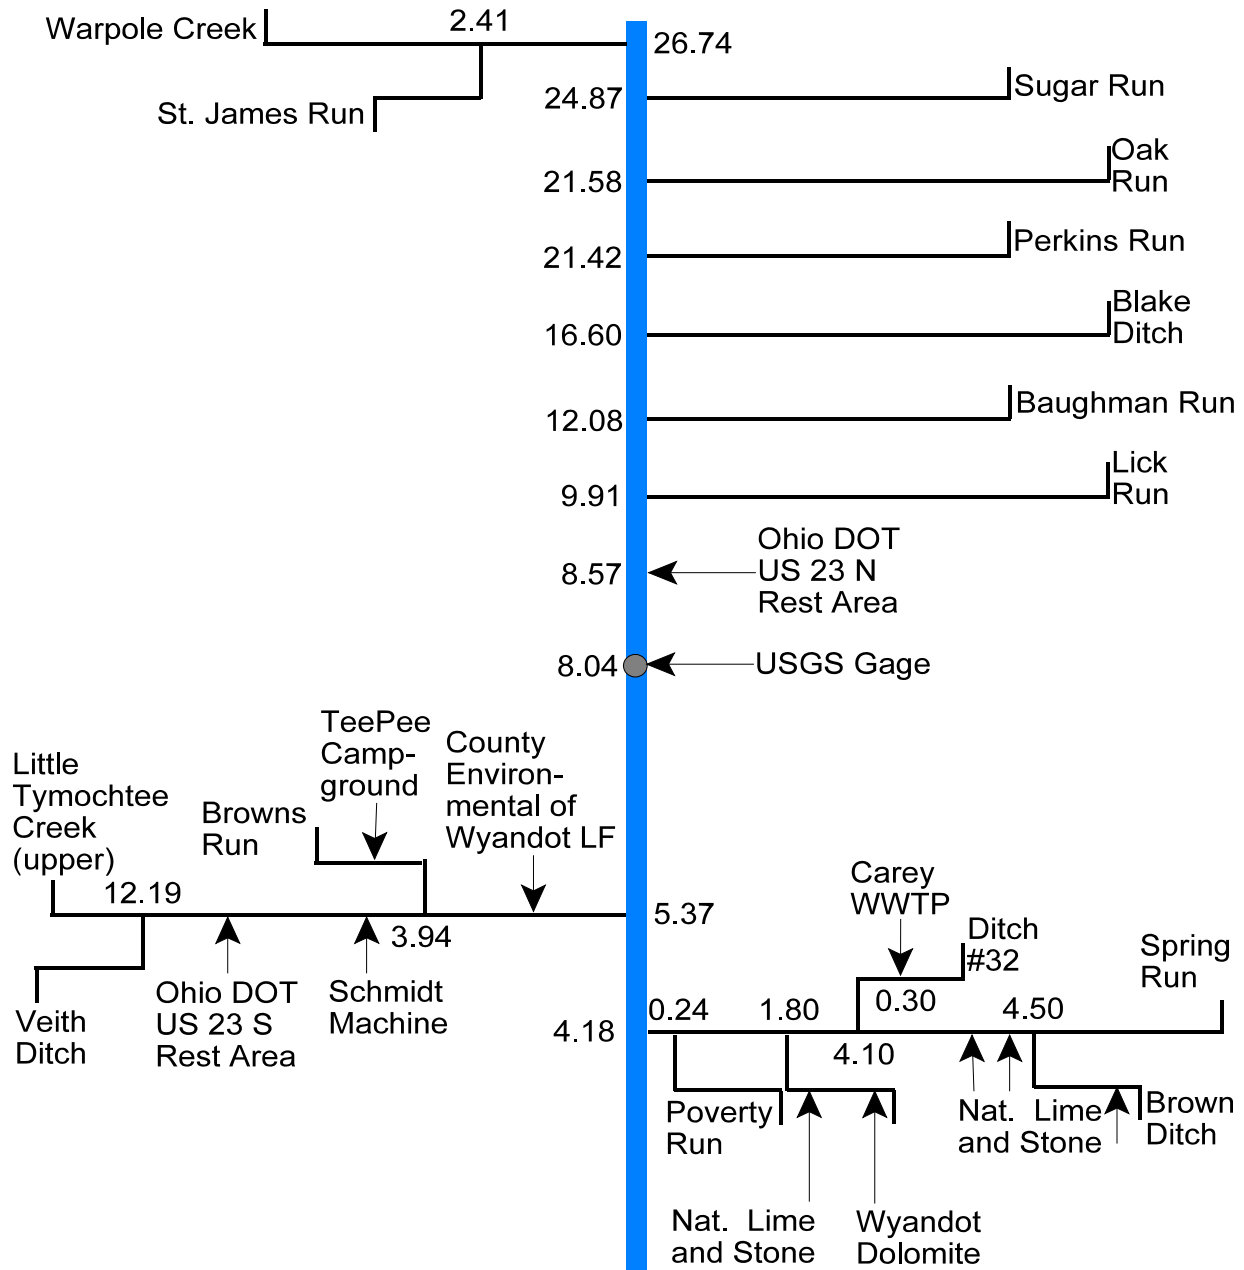 Warpole Creek
2.41
26.74
St. James Run
24.87
Sugar Run
21.58
Oak
Run
21.42
Perkins Run
16.60
Blake
Ditch
12.08
Baughman Run
9.91
Lick
Run
8.57
Ohio DOT
US 23 N
Rest Area
8.04
USGS Gage
Little
Tymochtee
Creek
(upper)
12.19
Browns
Run
TeePee
Camp-
ground
County
Environ-
mental of
Wyandot LF
5.37
3.94
Veith
Ditch
Ohio DOT
US 23 S
Rest Area
Schmidt
Machine
4.18
0.24
1.80
Carey
WWTP
Ditch
#32
0.30
4.10
4.50
Spring
Run
Poverty
Run
Nat. Lime
and Stone
Brown
Ditch
Nat. Lime
and Stone
Wyandot
Dolomite